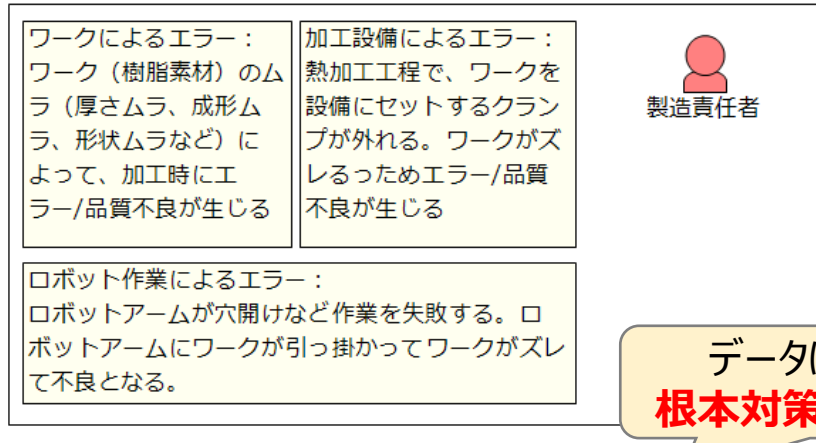 ワークによるエラー：
ワーク（樹脂素材）のム
ラ（厚さムラ、成形ム
ラ、形状ムラなど）に
よって、加工時にエ
ラー/品質不良が生じる
加工設備によるエラー：
熱加工工程で、ワークを
設備にセットするクラン
プが外れる。ワークがズ
レるっためエラー/品質
不良が生じる
製造責任者
ロボット作業によるエラー：
ロボットアームが穴開けなど作業を失敗する。ロ
ボットアームにワークが引っ掛かってワークがズレ
て不良となる。
データ
根本対策